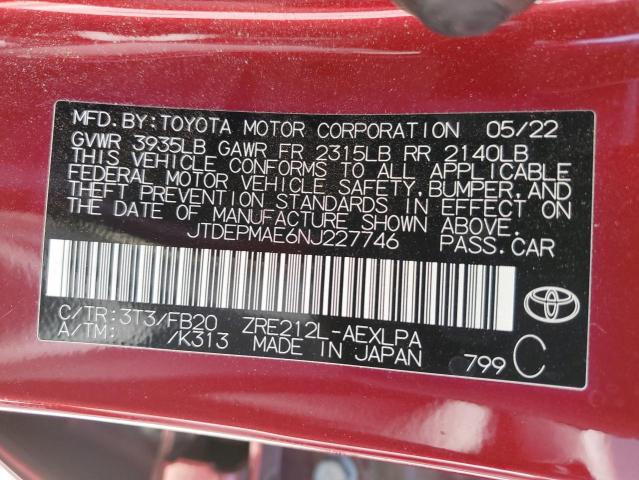 MFD. BY: TOYOTA MOTOR CORPORATION 05/22
GVWR 3935LB GAWR FR 2315LB RR 2140LB
THIS VEHICLE CONFORMS TO ALL APPLICABLE
FEDERAL MOTOR VEHICLE SAFETY, BUMPER, AND
THEFT PREVENTION STANDARDS IN EFFECT ON
THE DATE OF MANUFACTURE SHOWN ABOVE.
JTDEPMAE6NJ227746 PASS.CAR
C/TR:3T3/FB20 ZRE212L-AEXLPA
A/TM: /K313 MADE IN JAPAN 799 C